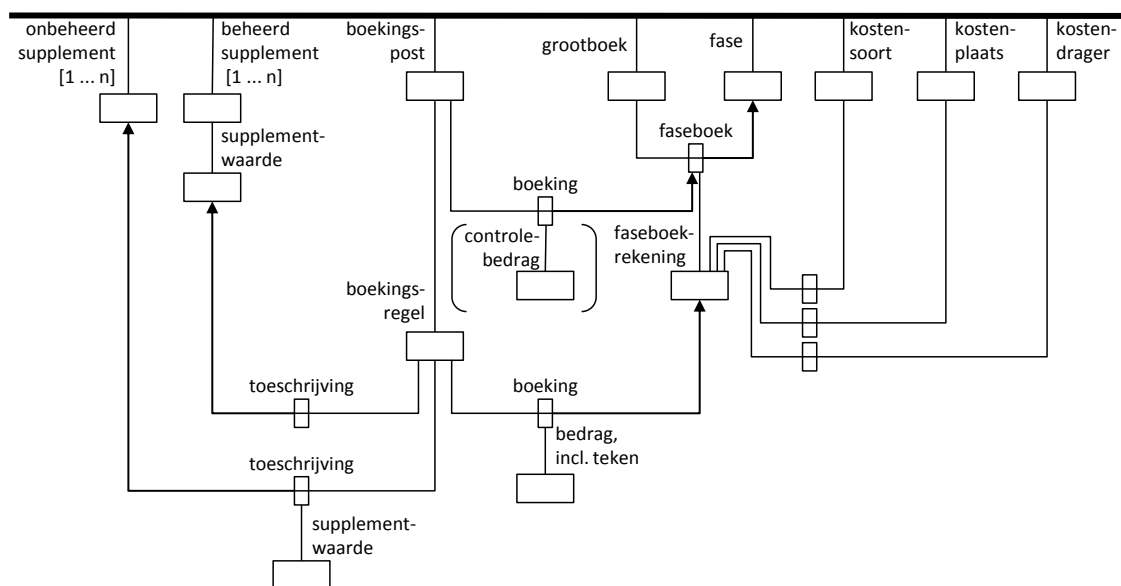 onbeheerd
supplement
[1 ... n]
beheerd
supplement
[1 ... n]
boekings-
post
grootboek
fase
kosten-
soort
kosten-
plaats
kosten-
drager
supplement-
waarde
faseboek
boeking
controle-
bedrag
faseboek-
rekening
boekings-
regel
toeschrijving
boeking
bedrag,
incl. teken
toeschrijving
supplement-
waarde